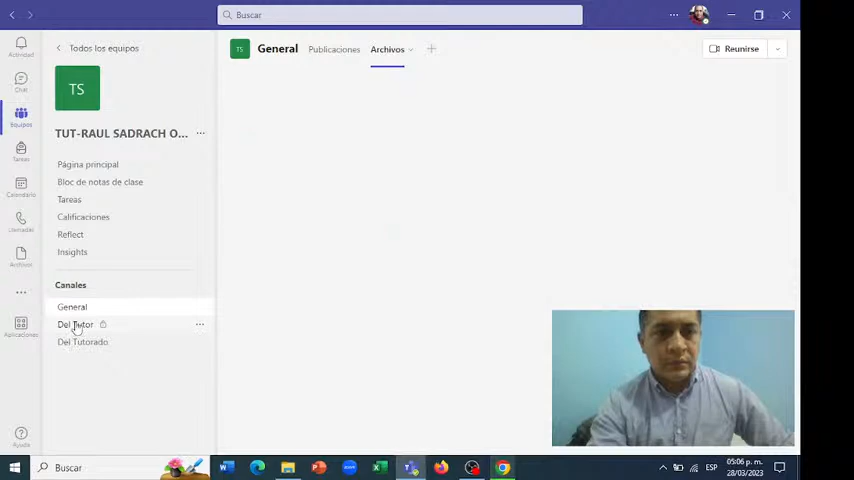 Buscar
Actividad
Chat
Equipos
Tareas
Calendario
Llamadas
Archivos
Aplicaciones
Ayuda
Todos los equipos
TS
TUT-RAUL SADRACH O...
Página principal
Bloc de notas de clase
Tareas
Calificaciones
Reflect
Insights
Canales
General
Del Tutor
Del Tutorado
TS
General
Publicaciones
Archivos
Reunirse
Buscar
ESP
05:06 p. m.
28/03/2023